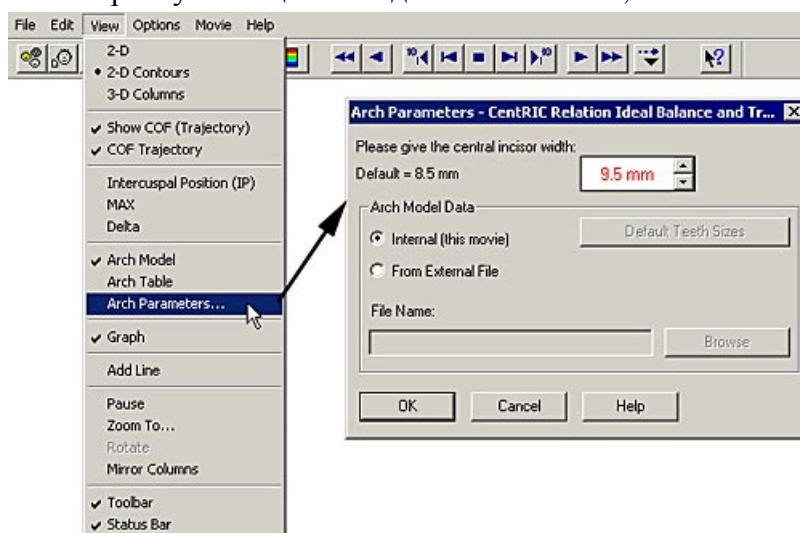 File Edit View Options Movie Help
2-D
2-D Contours
3-D Columns
Show COF (Trajectory)
COF Trajectory
Intercuspal Position (IP)
MAX
Delta
Arch Model
Arch Table
Arch Parameters...
Graph
Add Line
Pause
Zoom To...
Rotate
Mirror Columns
Toolbar
Status Bar
Arch Parameters - CentRIC Relation Ideal Balance and Tr...
Please give the central incisor width:
Default = 8.5 mm
9.5 mm
Arch Model Data
Internal (this movie)
Default Teeth Sizes
From External File
File Name:
Browse
OK Cancel Help